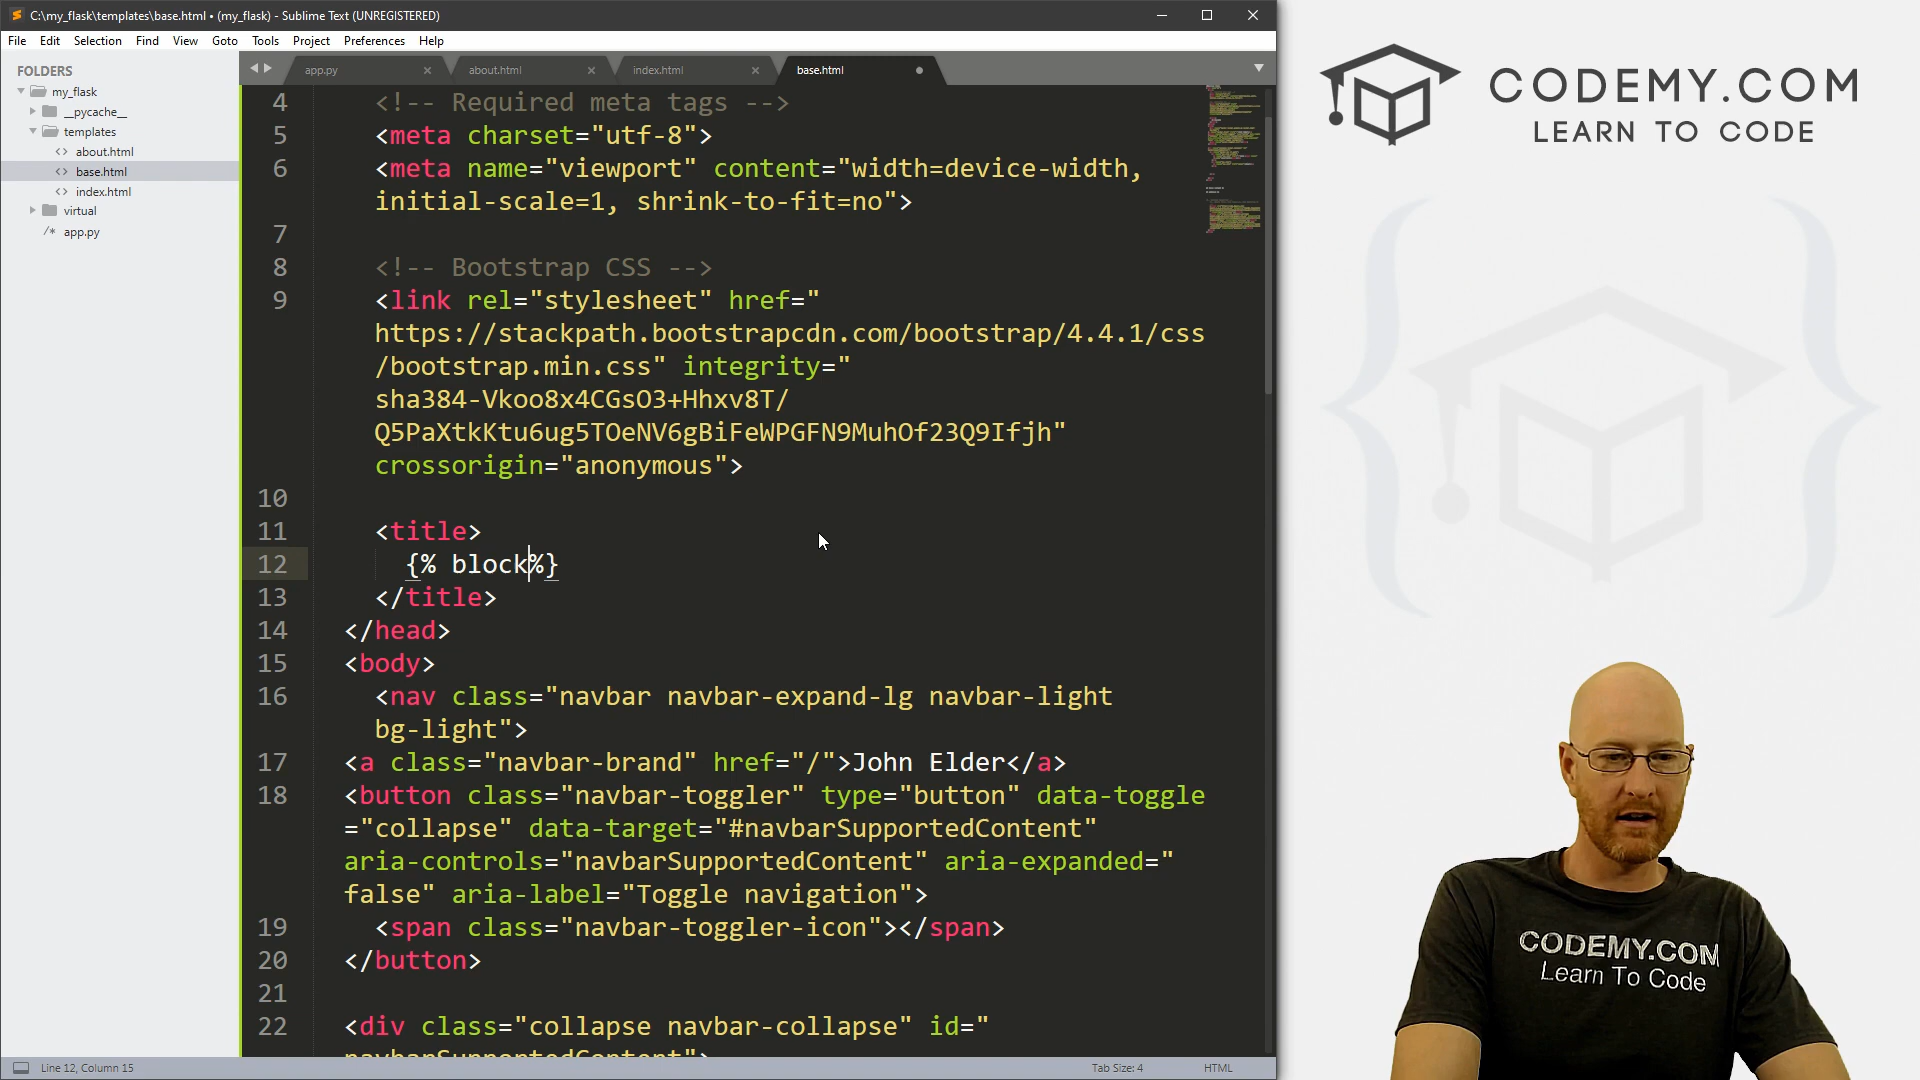 C:\my_flask\templates\base.html • (my_flask) - Sublime Text (UNREGISTERED)
File Edit Selection Find View Goto Tools Project Preferences Help
FOLDERS
my_flask
__pycache__
templates
<> about.html
<> base.html
<> index.html
virtual
/* app.py
app.py
about.html
index.html
base.html
4 <!-- Required meta tags -->
5 <meta charset="utf-8">
6 <meta name="viewport" content="width=device-width,
initial-scale=1, shrink-to-fit=no">
7
8 <!-- Bootstrap CSS -->
9 <link rel="stylesheet" href="
https://stackpath.bootstrapcdn.com/bootstrap/4.4.1/css
/bootstrap.min.css" integrity="
sha384-Vkoo8x4CGsO3+Hhxv8T/
Q5PaXtkKtu6ug5TOeNV6gBiFeWPGFN9MuhOf23Q9Ifjh"
crossorigin="anonymous">
10
11 <title>
12 {% block%}
13 </title>
14 </head>
15 <body>
16 <nav class="navbar navbar-expand-lg navbar-light
bg-light">
17 <a class="navbar-brand" href="/">John Elder</a>
18 <button class="navbar-toggler" type="button" data-toggle
="collapse" data-target="#navbarSupportedContent"
aria-controls="navbarSupportedContent" aria-expanded="
false" aria-label="Toggle navigation">
19 <span class="navbar-toggler-icon"></span>
20 </button>
21
22 <div class="collapse navbar-collapse" id="
navbarSupportedContent">
Line 12, Column 15
Tab Size: 4
HTML
CODEMY.COM
LEARN TO CODE
CODEMY.COM
Learn To Code